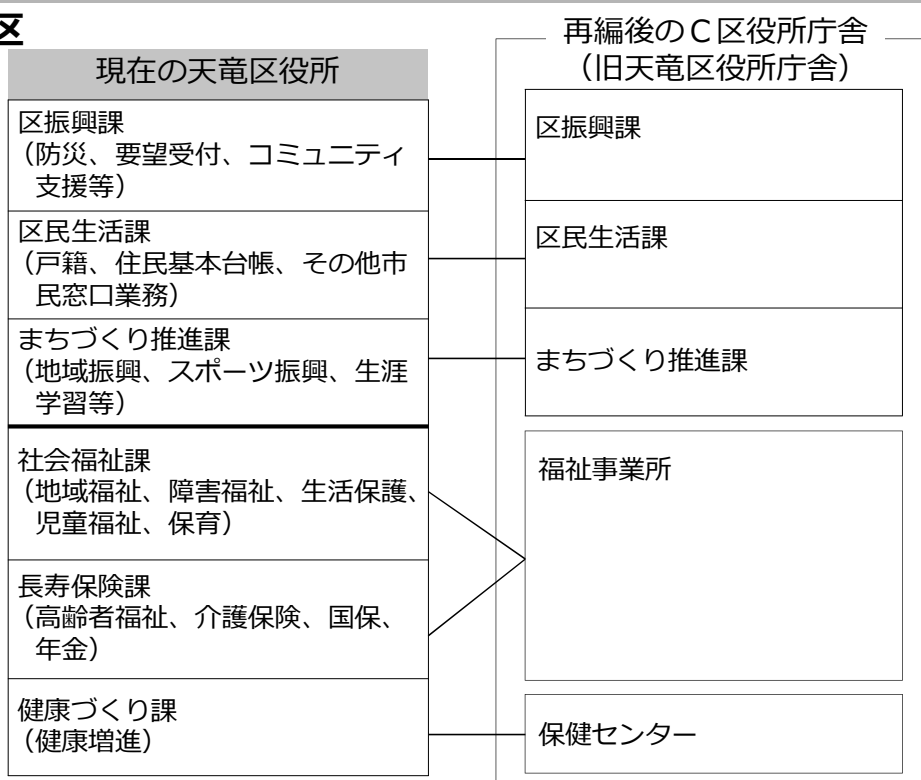 区
現在の天竜区役所
区振興課
（防災、要望受付、コミュニティ
支援等）
区民生活課
（戸籍、住民基本台帳、その他市
民窓口業務）
まちづくり推進課
（地域振興、スポーツ振興、生涯
学習等）
社会福祉課
（地域福祉、障害福祉、生活保護、
児童福祉、保育）
長寿保険課
（高齢者福祉、介護保険、国保、
年金）
健康づくり課
（健康増進）
再編後のＣ区役所庁舎
（旧天竜区役所庁舎）
区振興課
区民生活課
まちづくり推進課
福祉事業所
保健センター